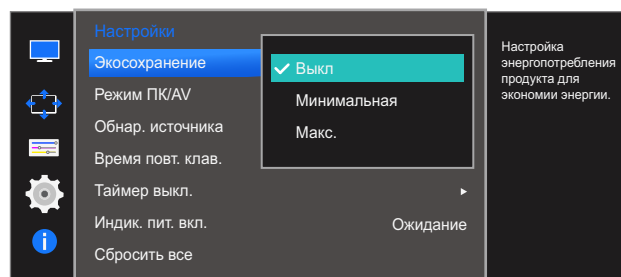 Настройки
Экосохранение
Режим ПК/AV
Обнар. источника
Время повт. клав.
Таймер выкл.
Индик. пит. вкл.
Ожидание
Сбросить все
Выкл
Минимальная
Макс.
Настройка
энергопотребления
продукта для
экономии энергии.